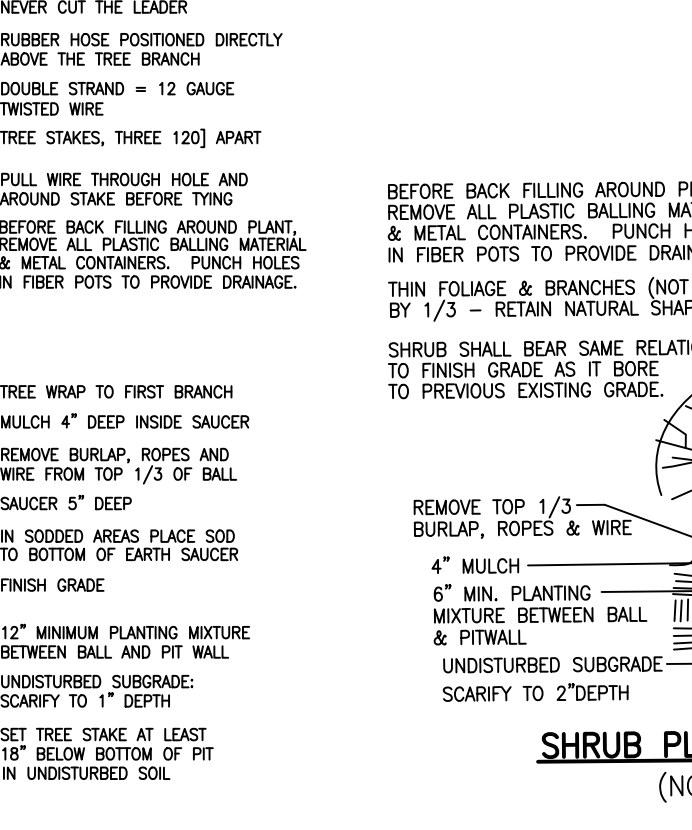 NEVER CUT THE LEADER
RUBBER HOSE POSITIONED DIRECTLY
ABOVE THE TREE BRANCH
DOUBLE STRAND = 12 GAUGE
TWISTED WIRE
TREE STAKES, THREE 120] APART
PULL WIRE THROUGH HOLE AND
AROUND STAKE BEFORE TYING
BEFORE BACK FILLING AROUND PLANT,
REMOVE ALL PLASTIC BALLING MATERIAL
& METAL CONTAINERS. PUNCH HOLES
IN FIBER POTS TO PROVIDE DRAINAGE.
TREE WRAP TO FIRST BRANCH
MULCH 4" DEEP INSIDE SAUCER
REMOVE BURLAP, ROPES AND
WIRE FROM TOP 1/3 OF BALL
SAUCER 5" DEEP
IN SODDED AREAS PLACE SOD
TO BOTTOM OF EARTH SAUCER
FINISH GRADE
12" MINIMUM PLANTING MIXTURE
BETWEEN BALL AND PIT WALL
UNDISTURBED SUBGRADE:
SCARIFY TO 1" DEPTH
SET TREE STAKE AT LEAST
18" BELOW BOTTOM OF PIT
IN UNDISTURBED SOIL
BEFORE BACK FILLING AROUND
REMOVE ALL PLASTIC BALLING
& METAL CONTAINERS. PUNCH
IN FIBER POTS TO PROVIDE
THIN FOLIAGE & BRANCHES (NOT
BY 1/3 – RETAIN NATURAL
SHRUB SHALL BEAR SAME
TO FINISH GRADE AS IT BORE
TO PREVIOUS EXISTING GRADE.
REMOVE TOP 1/3
BURLAP, ROPES & WIRE
4" MULCH
6" MIN. PLANTING
MIXTURE BETWEEN BALL
& PITWALL
UNDISTURBED SUBGRADE
SCARIFY TO 2"DEPTH
SHRUB